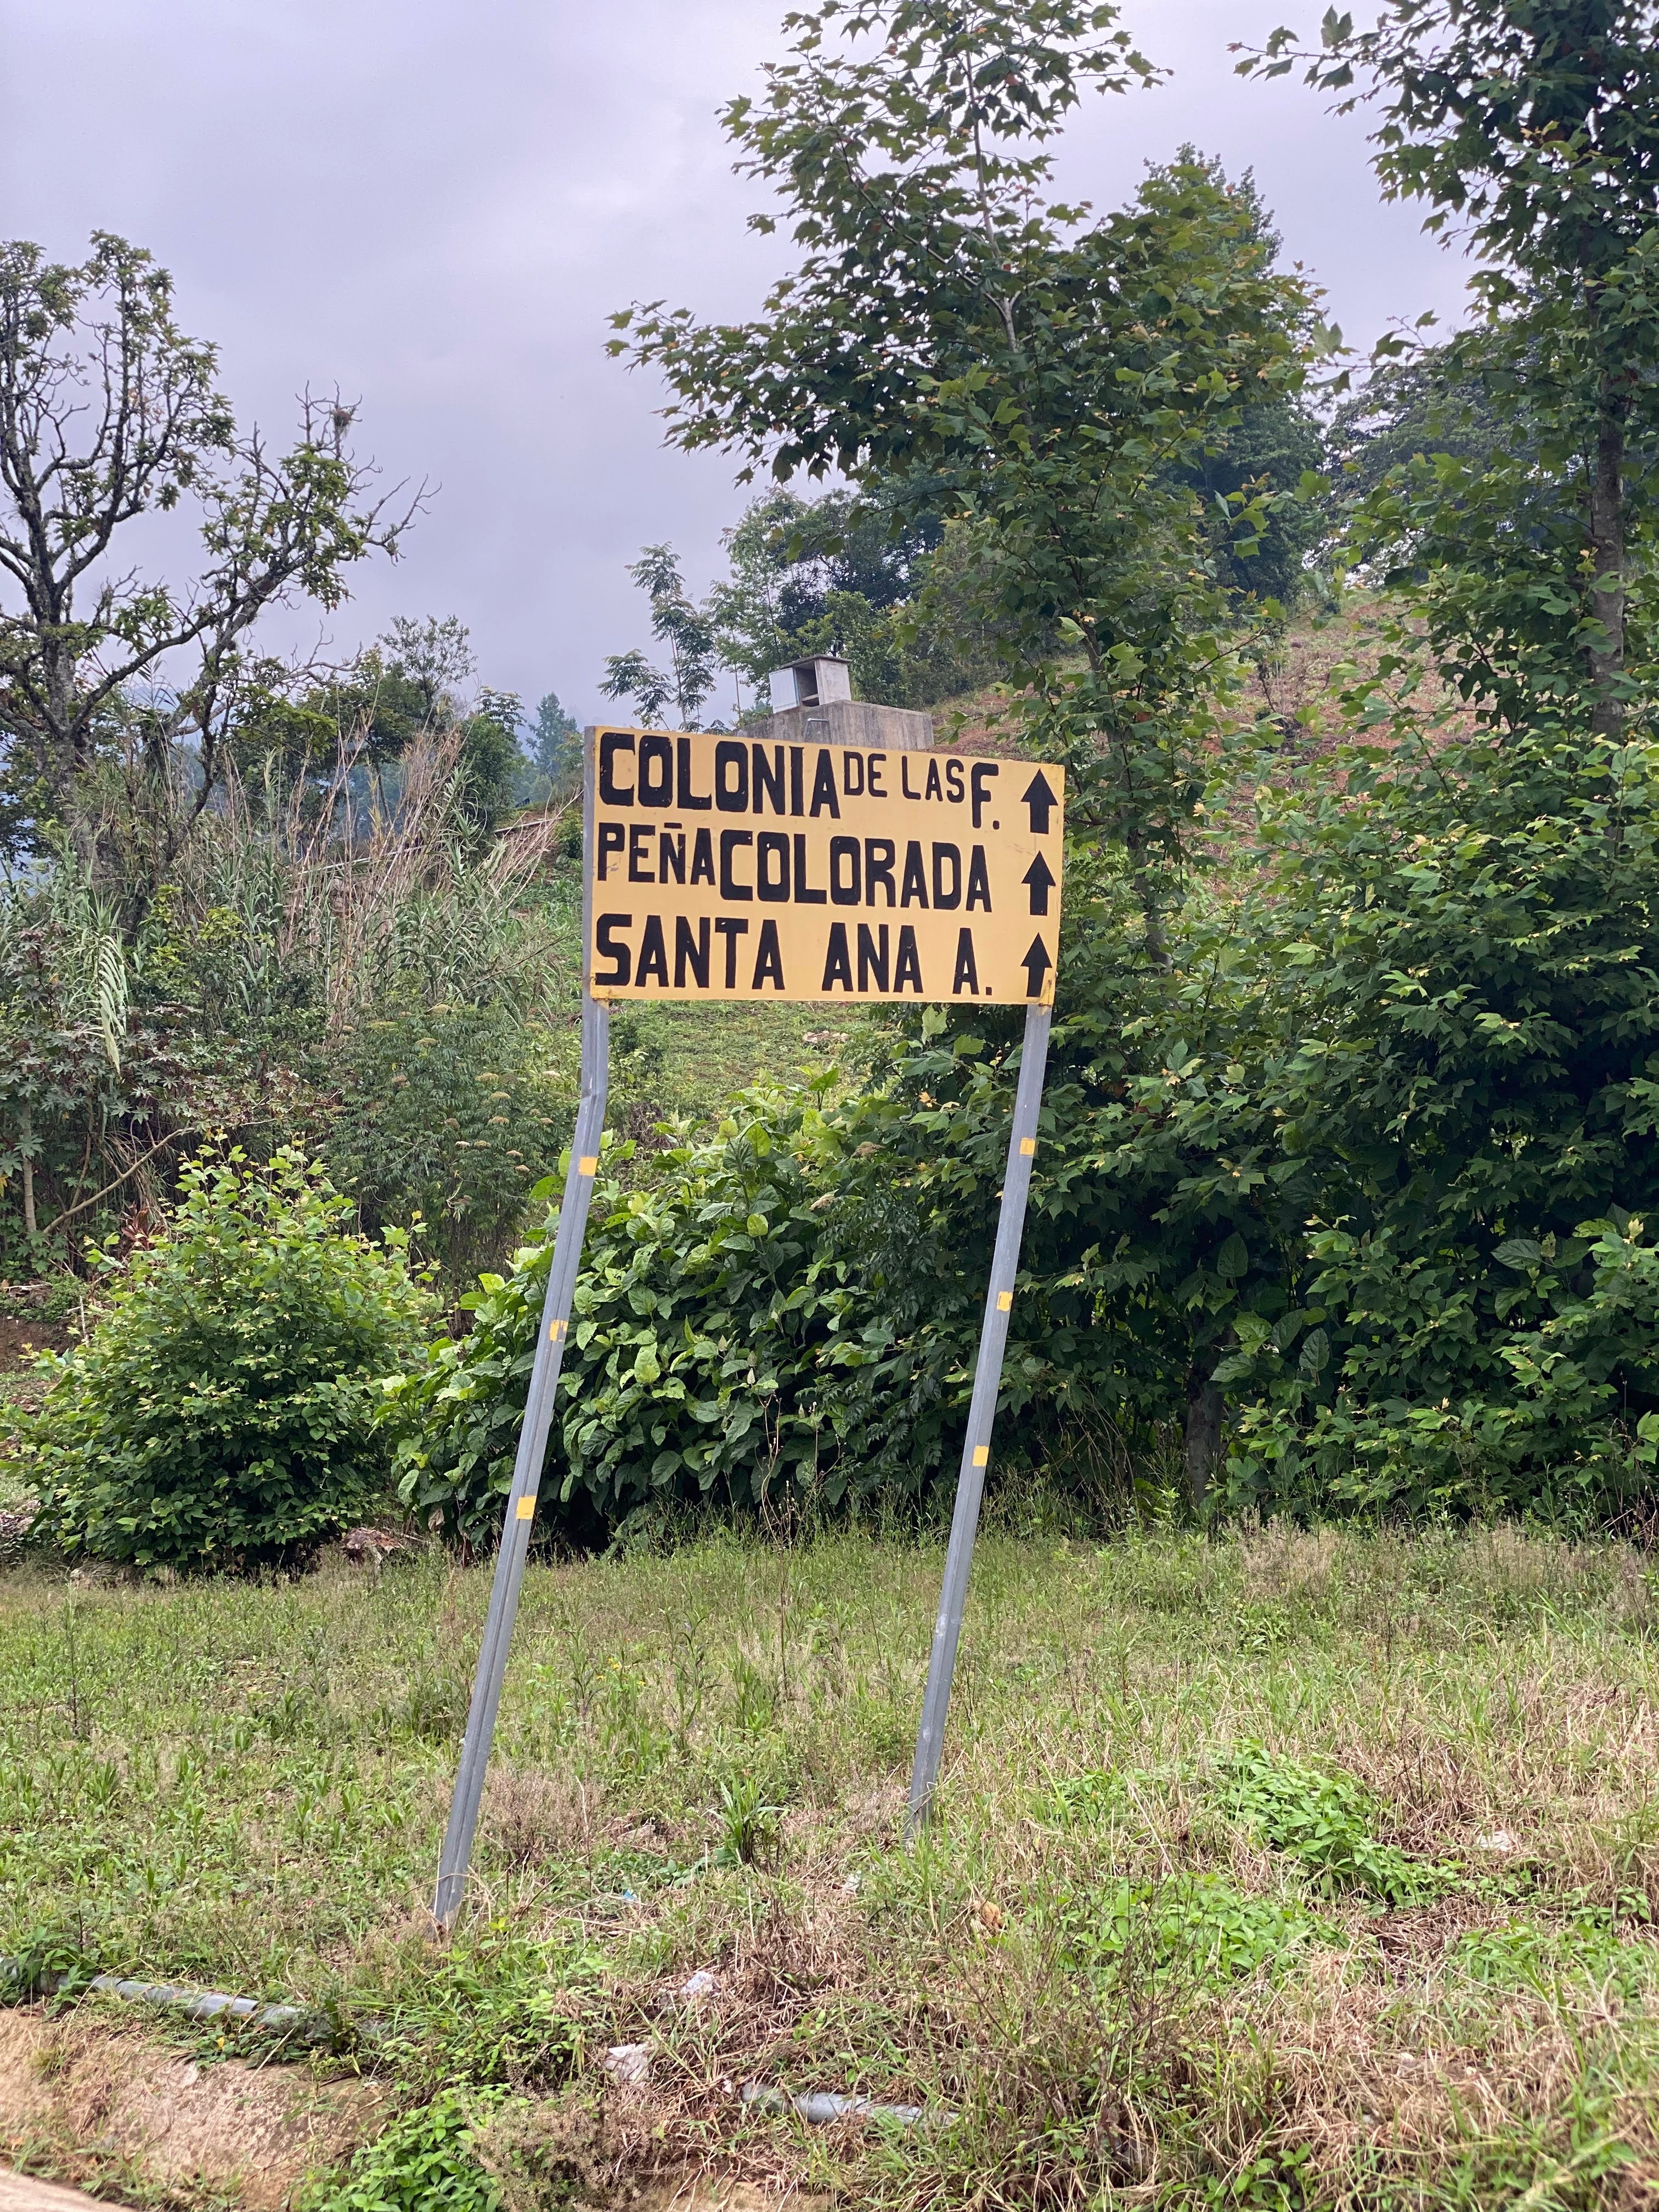 COLONIA DE LAS F.
PEÑA COLORADA
SANTA ANA A.